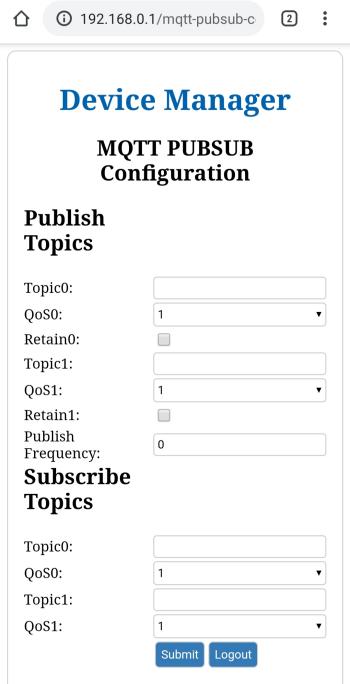 192.168.0.1/mqtt-pubsub-c
2
Device Manager
MQTT PUBSUB
Configuration
Publish
Topics
Topic0:
QoS0: 1
Retain0:
Topic1:
QoS1: 1
Retain1:
Publish
Frequency: 0
Subscribe
Topics
Topic0:
QoS0: 1
Topic1:
QoS1: 1
Submit Logout